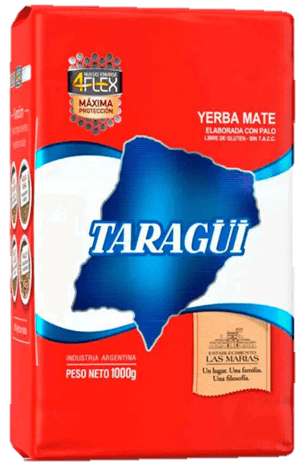 NUEVO ENVASE
4FLEX
MÁXIMA
PROTECCIÓN
YERBA MATE
ELABORADA CON PALO
LIBRE DE GLUTEN - SIN T.A.C.C.
TARAGÜI
INDUSTRIA ARGENTINA
PESO NETO 1000g
ESTABLECIMIENTO
LAS MARIAS
Un lugar. Una familia.
Una filosofía.